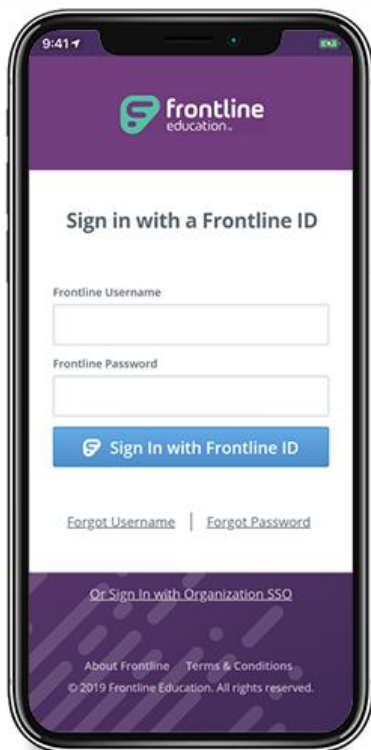 9:41
frontline
education™
Sign in with a Frontline ID
Frontline Username
Frontline Password
Sign In with Frontline ID
Forgot Username | Forgot Password
Or Sign In with Organization SSO
About Frontline Terms & Conditions
© 2019 Frontline Education. All rights reserved.